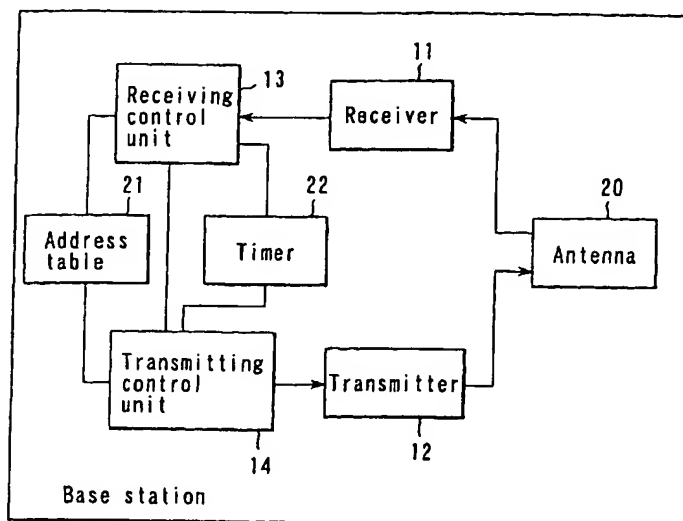 13
11
Receiving
control
unit
Receiver
21
22
20
Address
table
Timer
Antenna
Transmitting
control
unit
Transmitter
14
12
Base station